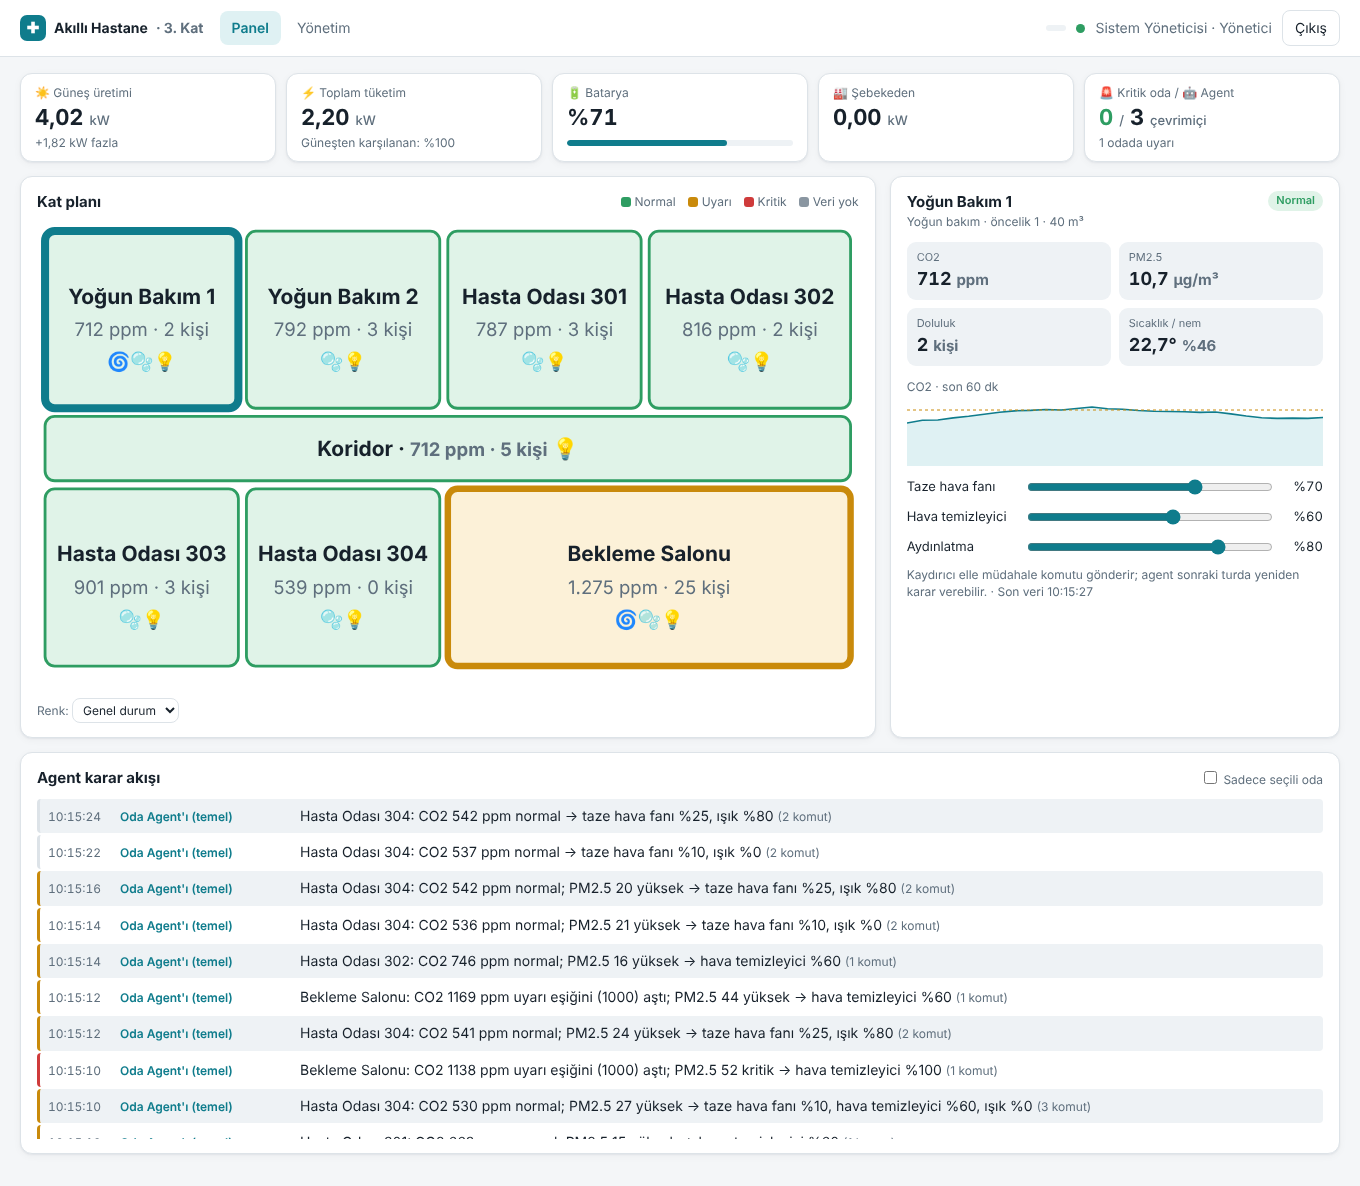 Akıllı Hastane · 3. Kat Panel Yönetim Sistem Yöneticisi · Yönetici Çıkış
Güneş üretimi
4,02 kW
+1,82 kW fazla
Toplam tüketim
2,20 kW
Güneşten karşılanan: %100
Batarya
%71
Şebekeden
0,00 kW
Kritik oda / Agent
0 / 3 çevrimiçi
1 odada uyarı
Kat planı
Normal Uyarı Kritik Veri yok
Yoğun Bakım 1
712 ppm · 2 kişi
Yoğun Bakım 2
792 ppm · 3 kişi
Hasta Odası 301
787 ppm · 3 kişi
Hasta Odası 302
816 ppm · 2 kişi
Koridor · 712 ppm · 5 kişi
Hasta Odası 303
901 ppm · 3 kişi
Hasta Odası 304
539 ppm · 0 kişi
Bekleme Salonu
1.275 ppm · 25 kişi
Renk: Genel durum
Yoğun Bakım 1
Normal
Yoğun bakım · öncelik 1 · 40 m³
CO2
712 ppm
PM2.5
10,7 µg/m³
Doluluk
2 kişi
Sıcaklık / nem
22,7° %46
CO2 · son 60 dk
Taze hava fanı %70
Hava temizleyici %60
Aydınlatma %80
Kaydırıcı elle müdahale komutu gönderir; agent sonraki turda yeniden
karar verebilir. · Son veri 10:15:27
Agent karar akışı
Sadece seçili oda
10:15:24 Oda Agent'ı (temel) Hasta Odası 304: CO2 542 ppm normal → taze hava fanı %25, ışık %80 (2 komut)
10:15:22 Oda Agent'ı (temel) Hasta Odası 304: CO2 537 ppm normal → taze hava fanı %10, ışık %0 (2 komut)
10:15:16 Oda Agent'ı (temel) Hasta Odası 304: CO2 542 ppm normal; PM2.5 20 yüksek → taze hava fanı %25, ışık %80 (2 komut)
10:15:14 Oda Agent'ı (temel) Hasta Odası 304: CO2 536 ppm normal; PM2.5 21 yüksek → taze hava fanı %10, ışık %0 (2 komut)
10:15:14 Oda Agent'ı (temel) Hasta Odası 302: CO2 746 ppm normal; PM2.5 16 yüksek → hava temizleyici %60 (1 komut)
10:15:12 Oda Agent'ı (temel) Bekleme Salonu: CO2 1169 ppm uyarı eşiğini (1000) aştı; PM2.5 44 yüksek → hava temizleyici %60 (1 komut)
10:15:12 Oda Agent'ı (temel) Hasta Odası 304: CO2 541 ppm normal; PM2.5 24 yüksek → taze hava fanı %25, ışık %80 (2 komut)
10:15:10 Oda Agent'ı (temel) Bekleme Salonu: CO2 1138 ppm uyarı eşiğini (1000) aştı; PM2.5 52 kritik → hava temizleyici %100 (1 komut)
10:15:10 Oda Agent'ı (temel) Hasta Odası 304: CO2 530 ppm normal; PM2.5 27 yüksek → taze hava fanı %10, hava temizleyici %60, ışık %0 (3 komut)